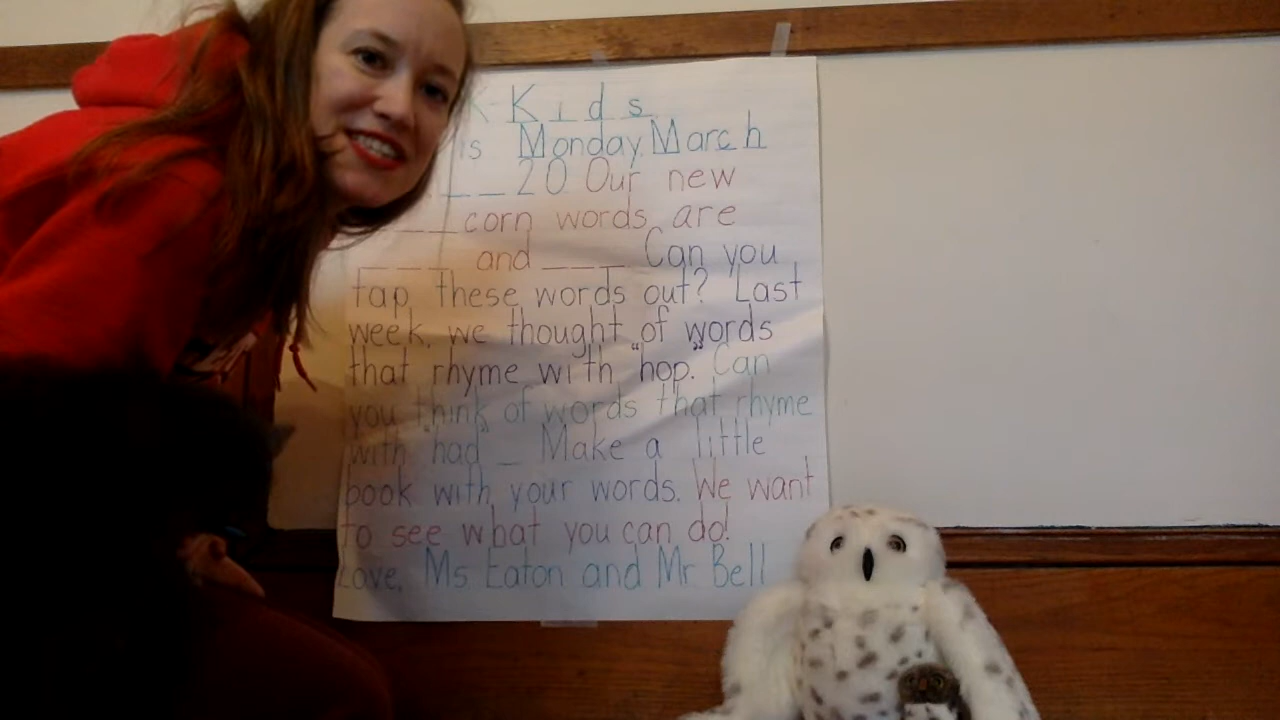 K-Kids
is Monday, March
_ _ 20 Our new
_ _ _ corn words are
_ _ _ and _ _ _ Can you
tap these words out? Last
week, we thought of words
that rhyme with "hop." Can
you think of words that rhyme
with "had" _ Make a little
book with your words. We want
to see what you can do!
Love, Ms. Eaton and Mr. Bell